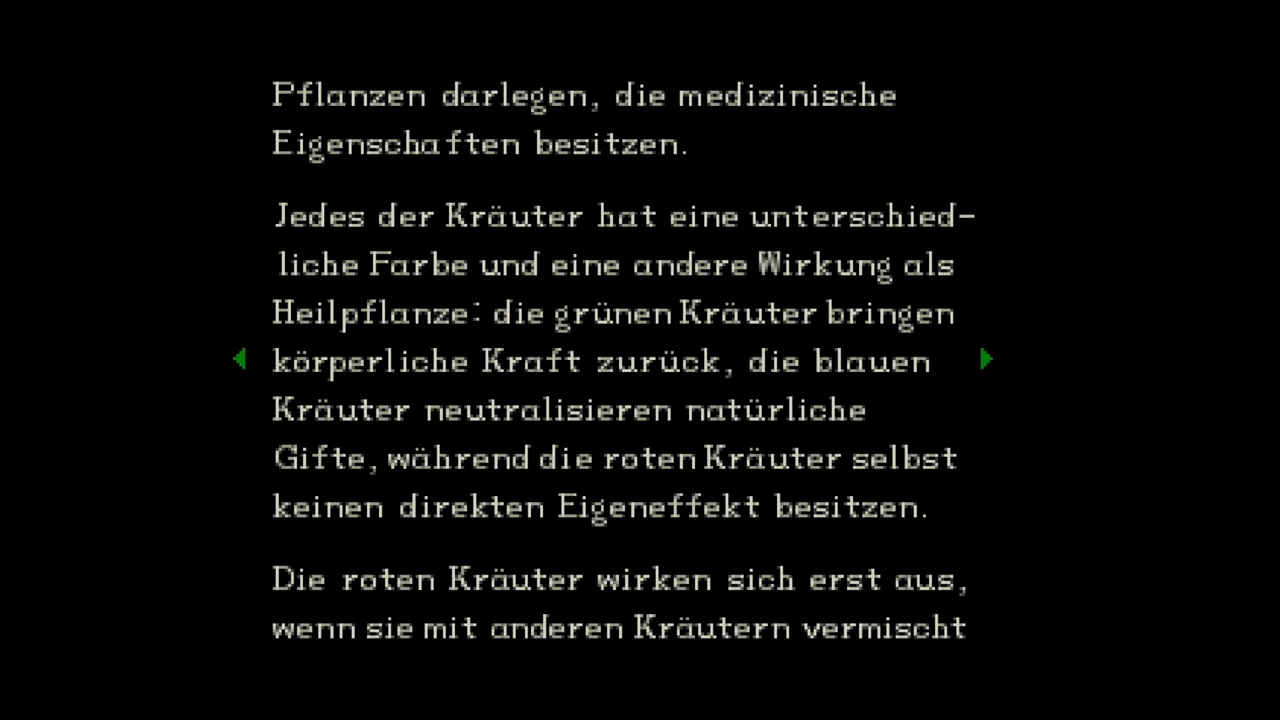 Pflanzen darlegen, die medizinische
Eigenschaften besitzen.
Jedes der Kräuter hat eine unterschied-
liche Farbe und eine andere Wirkung als
Heilpflanze: die grünen Kräuter bringen
körperliche Kraft zurück, die blauen
Kräuter neutralisieren natürliche
Gifte, während die roten Kräuter selbst
keinen direkten Eigeneffekt besitzen.
Die roten Kräuter wirken sich erst aus,
wenn sie mit anderen Kräutern vermischt